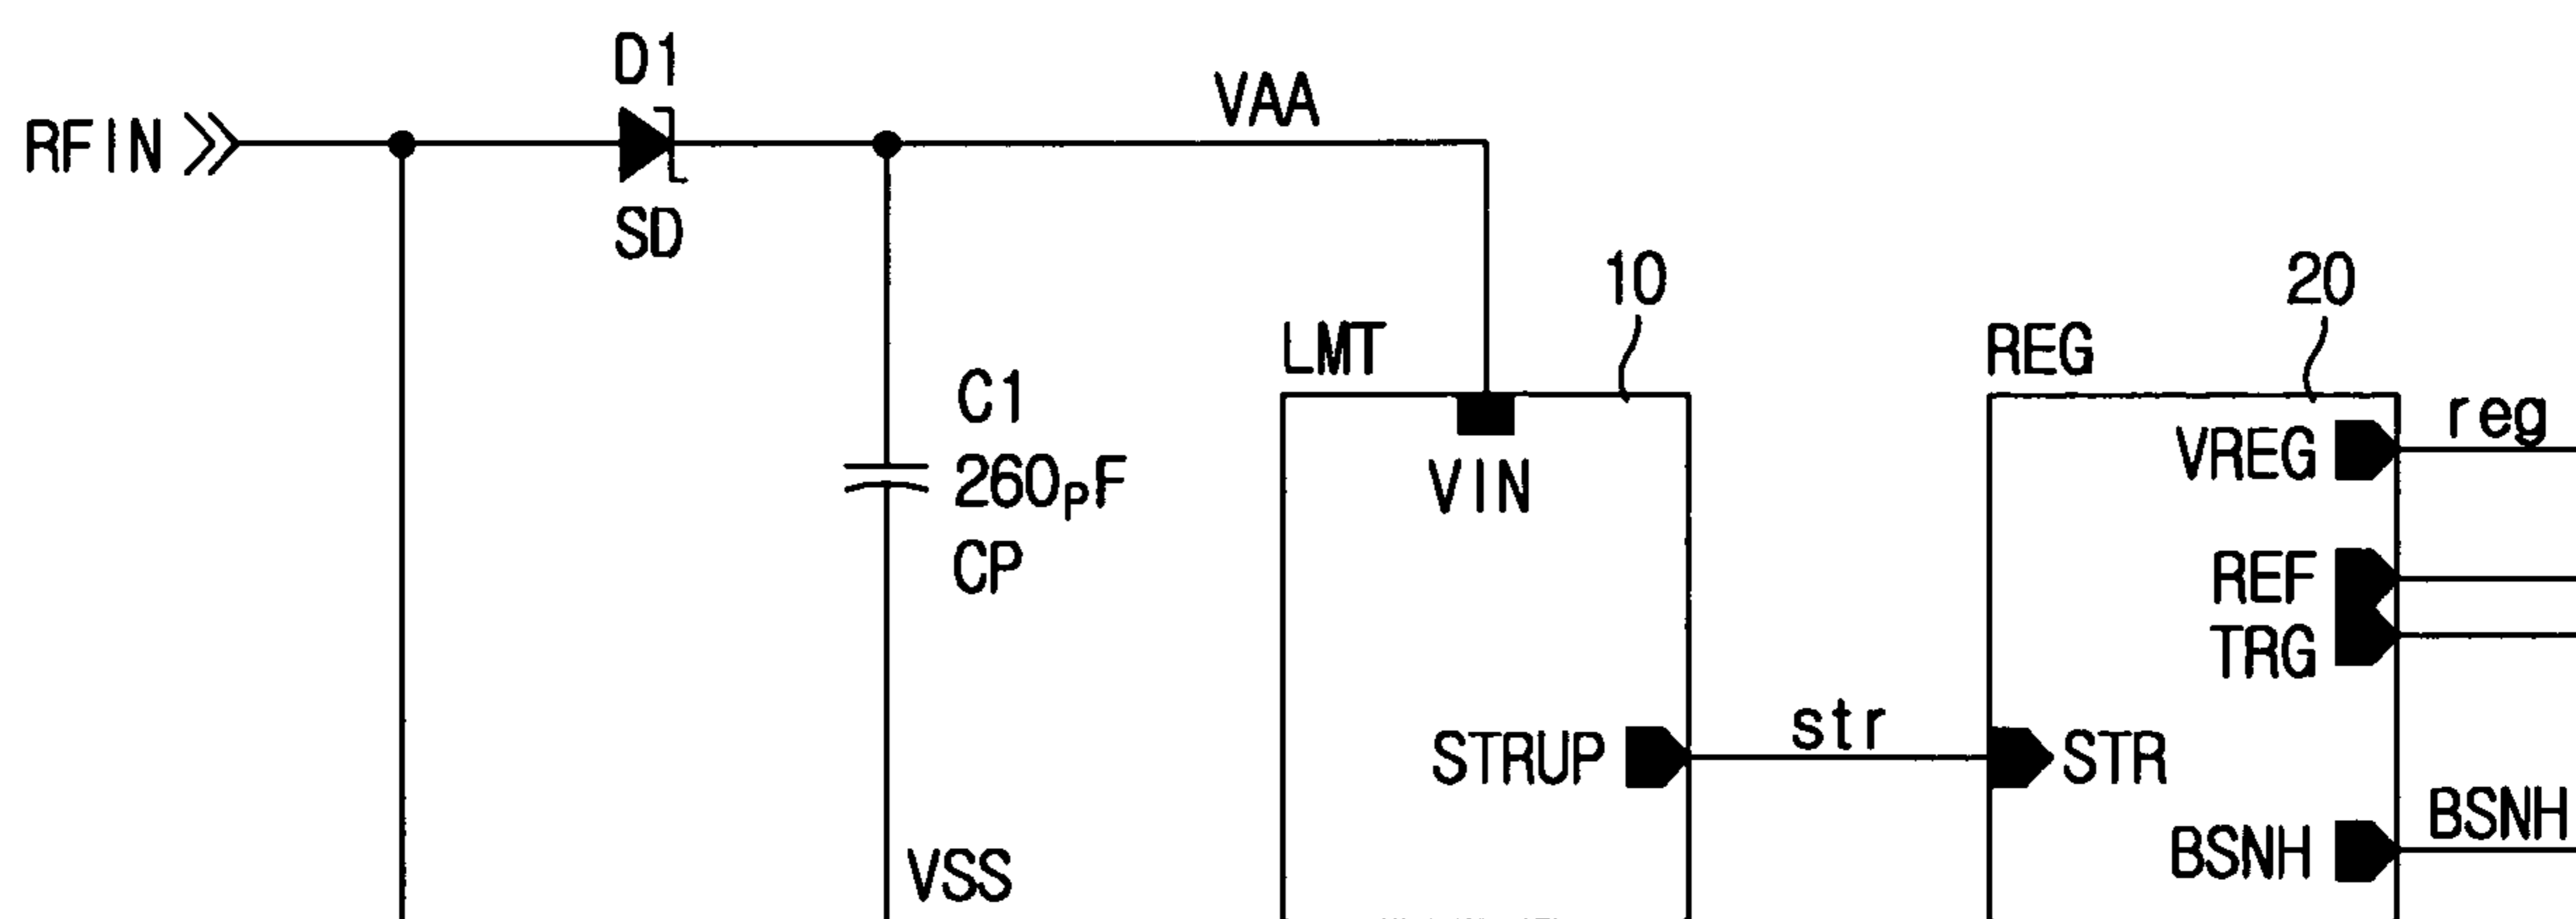 D1
RFIN
VAA
SD
10
20
LMT
REG
C1
260pF
CP
VIN
VREG
reg
REF
TRG
STRUP
str
STR
BSNH
BSNH
VSS